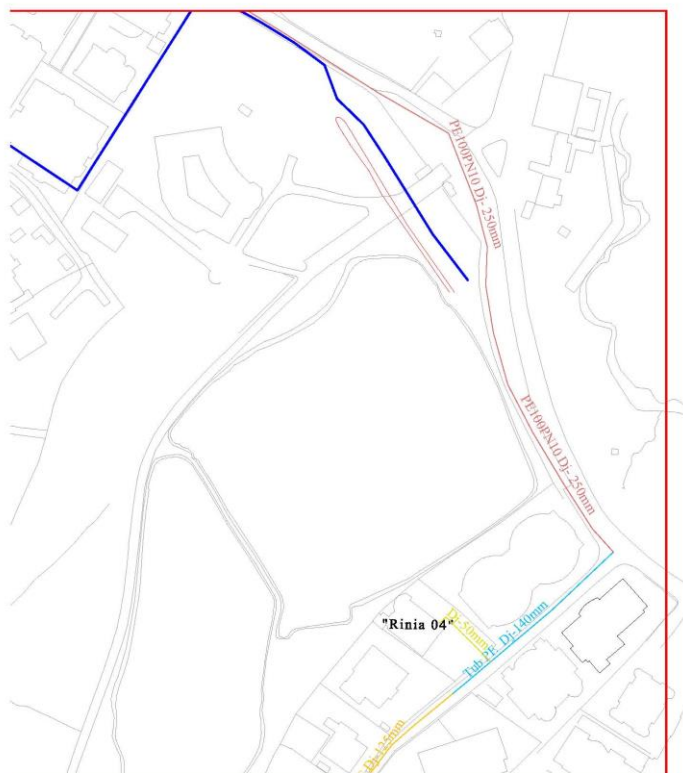 PE100PN10 Dj- 250mm
PE100PN10 Dj- 250mm
"Rinia 04"
Dj-50mm
Tub PE. Dj-140mm
Dj-125mm